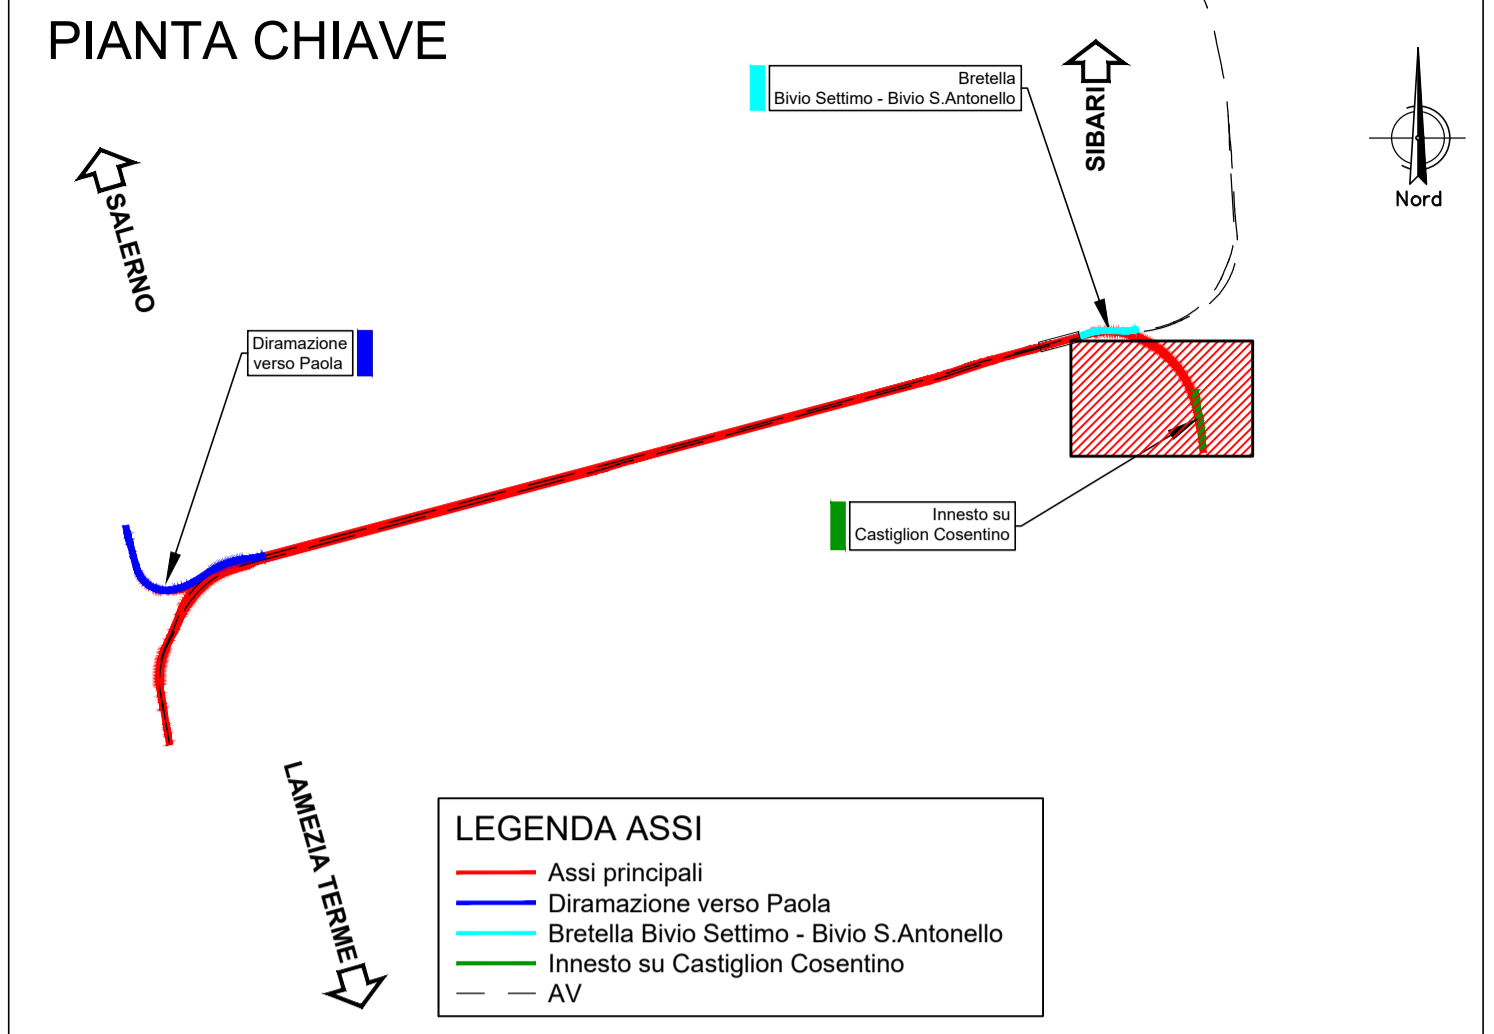 PIANTA CHIAVE
Bretella
Bivio Settimo - Bivio S.Antonello
SIBARI
Nord
SALERNO
Diramazione
verso Paola
Innesto su
Castiglion Cosentino
LAMEZIA TERME
LEGENDA ASSI
Assi principali
Diramazione verso Paola
Bretella Bivio Settimo - Bivio S.Antonello
Innesto su Castiglion Cosentino
AV